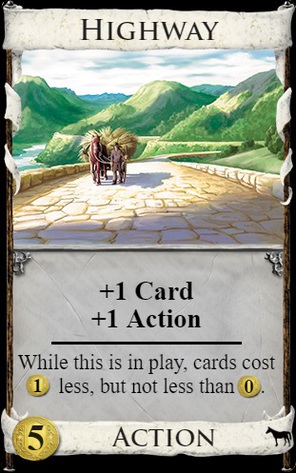 HIGHWAY
+1 Card
+1 Action
While this is in play, cards cost
1 less, but not less than 0.
5 ACTION